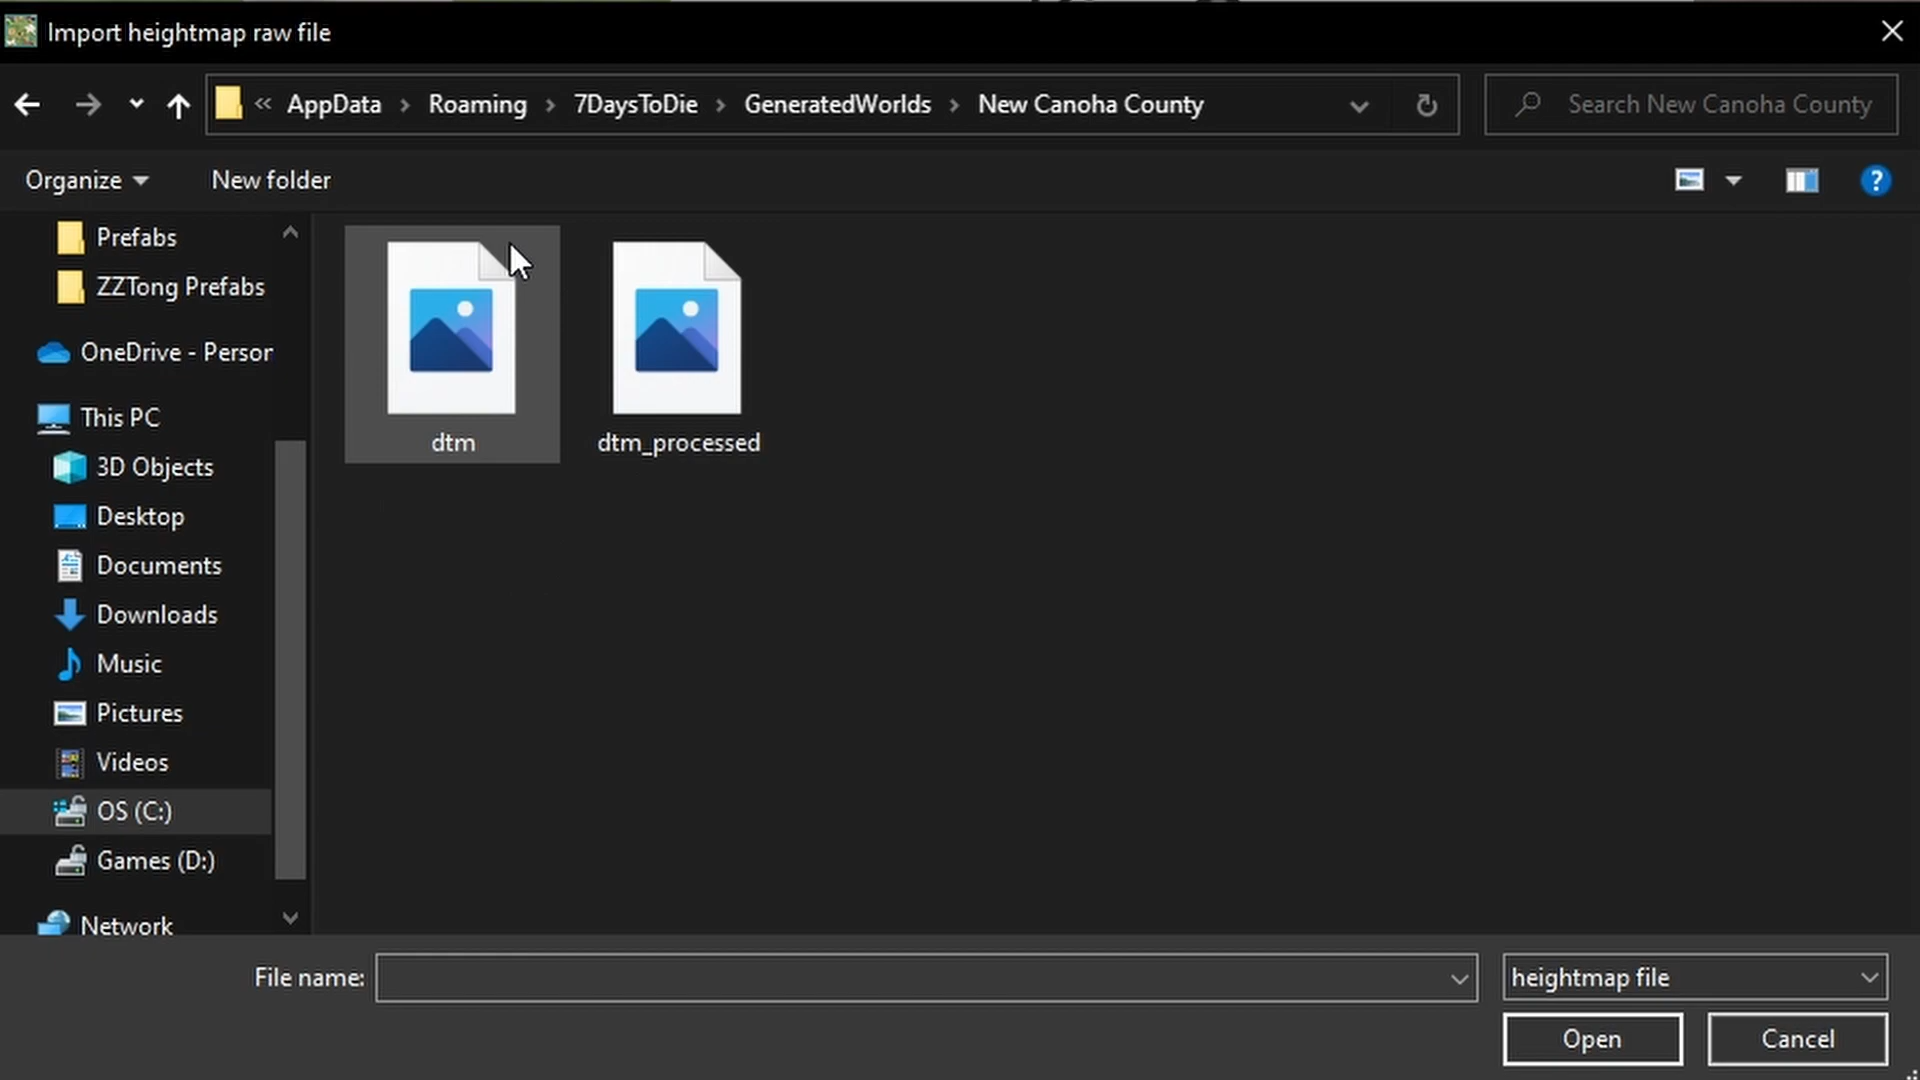 Import heightmap raw file
« AppData > Roaming > 7DaysToDie > GeneratedWorlds > New Canoha County
Search New Canoha County
Organize
New folder
?
Prefabs
ZZTong Prefabs
OneDrive - Person
This PC
3D Objects
Desktop
Documents
Downloads
Music
Pictures
Videos
OS (C:)
Games (D:)
Network
dtm
dtm_processed
File name:
heightmap file
Open
Cancel